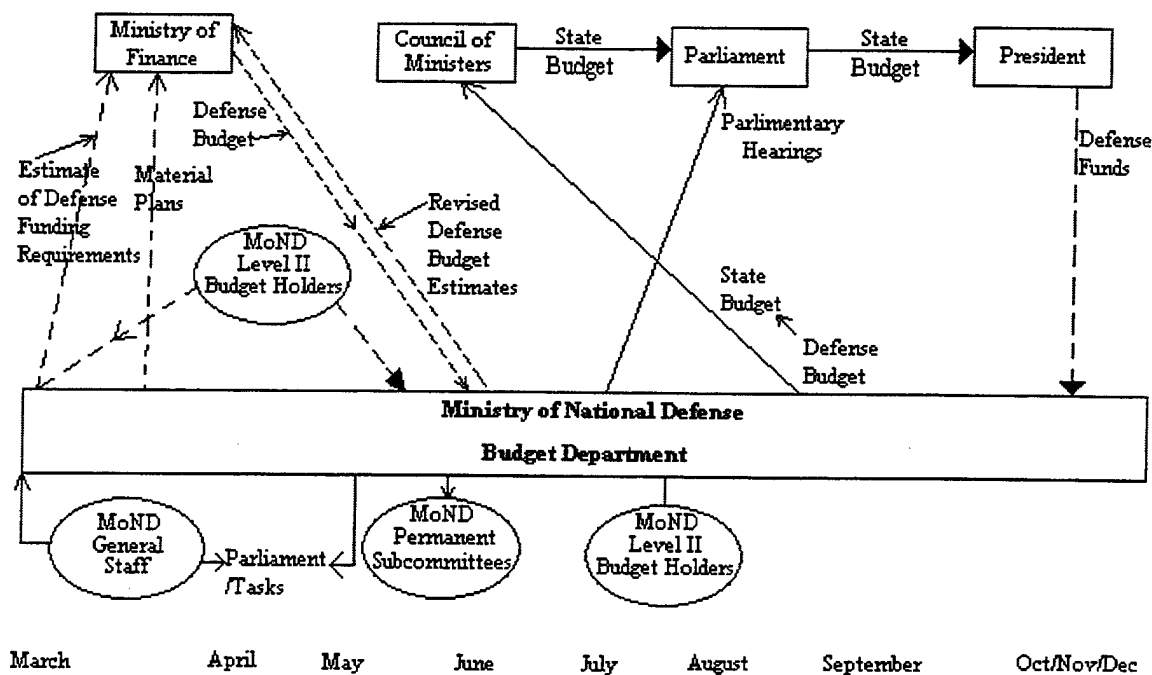 Ministry of
Finance
Council of
Ministers
State
Budget
Parliament
State
Budget
President
Defense
Budget
Parlimentary
Hearings
Defense
Funds
Estimate
of Defense
Funding
Requirements
Material
Plans
MoND
Level II
Budget Holders
Revised
Defense
Budget
Estimates
State
Budget
Defense
Budget
Ministry of National Defense
Budget Department
MoND
General
Staff
Parliament
/Tasks
MoND
Permanent
Subcommittees
MoND
Level II
Budget Holders
March
April
May
June
July
August
September
Oct/Nov/Dec